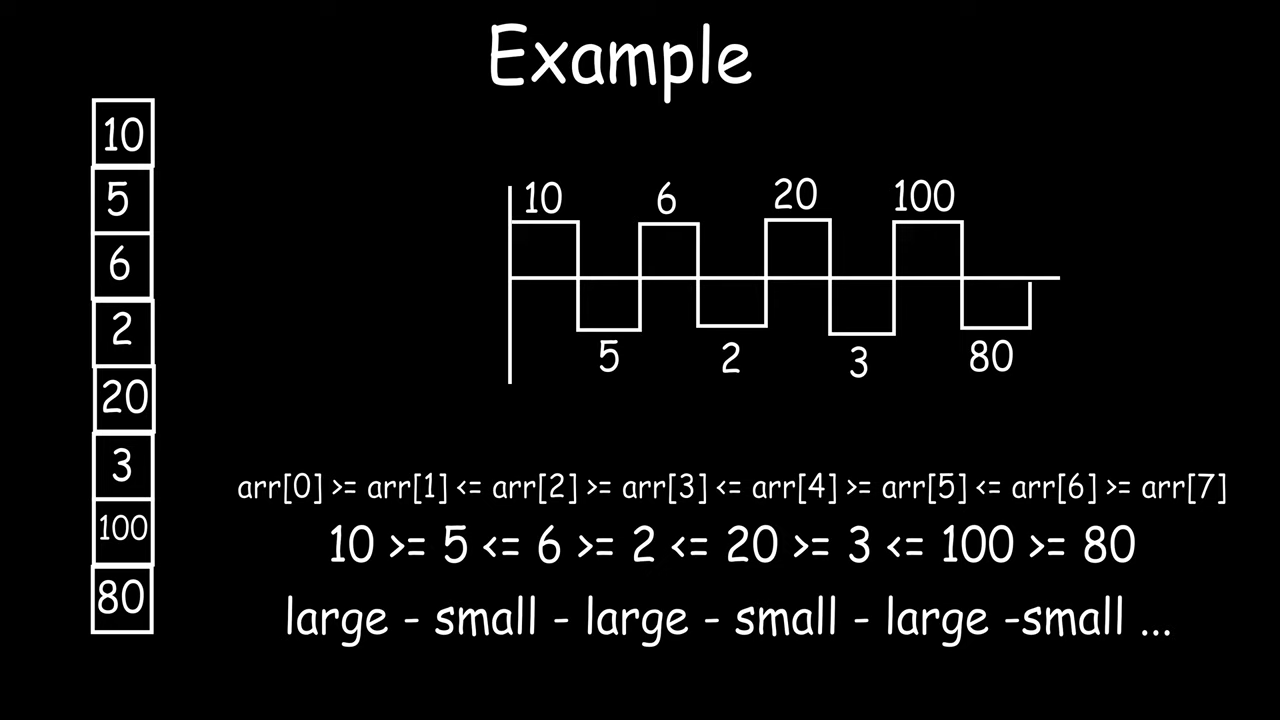 Example
10
5
6
2
20
3
100
80
10 6 20 100
5 2 3 80
arr[0] >= arr[1] <= arr[2] >= arr[3] <= arr[4] >= arr[5] <= arr[6] >= arr[7]
10 >= 5 <= 6 >= 2 <= 20 >= 3 <= 100 >= 80
large - small - large - small - large -small ...